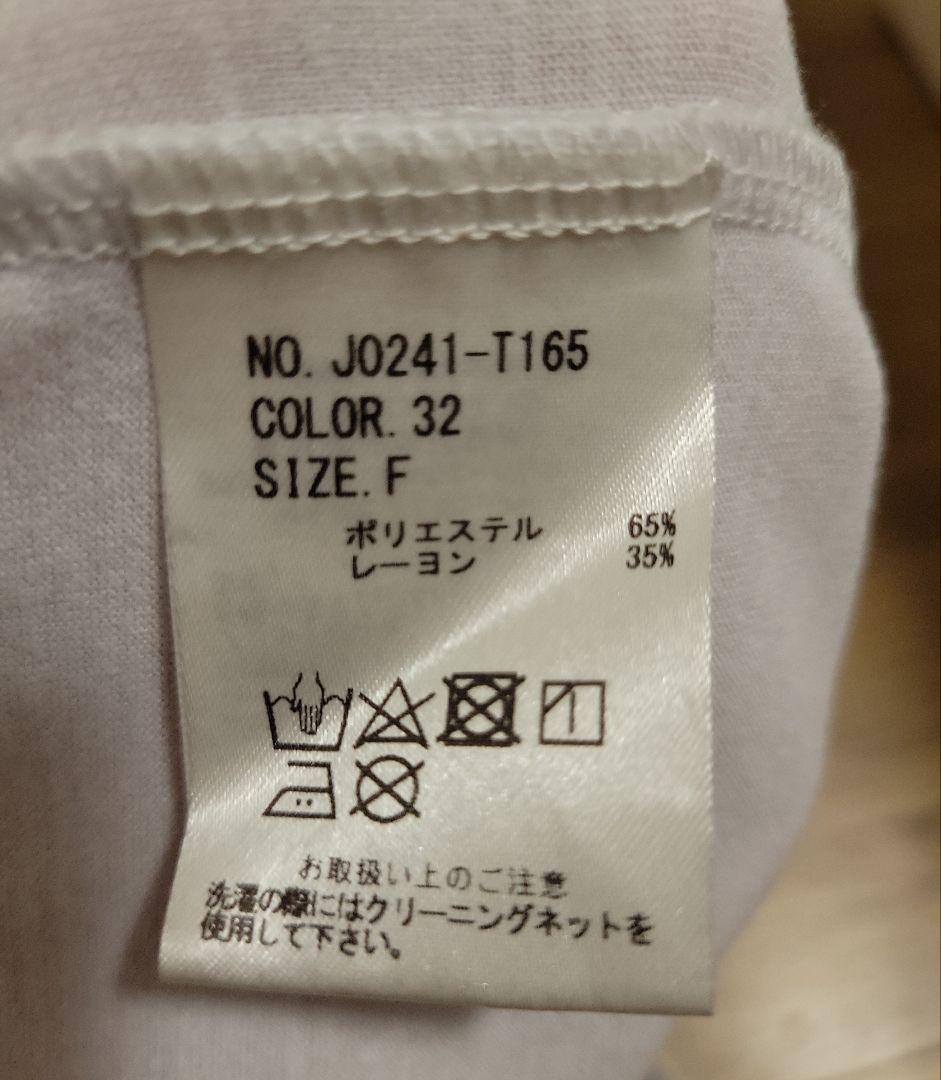 NO. J0241-T165
COLOR. 32
SIZE. F
ポリエステル 65%
レーヨン 35%
お取扱い上のご注意
洗濯の際にはクリーニングネットを
使用して下さい。